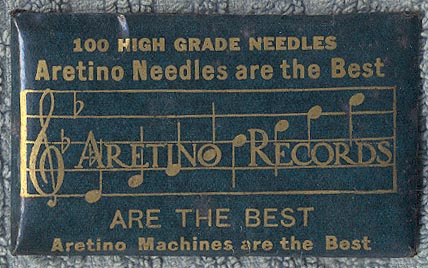 100 HIGH GRADE NEEDLES
Aretino Needles are the Best
ARETINO RECORDS
ARE THE BEST
Aretino Machines are the Best